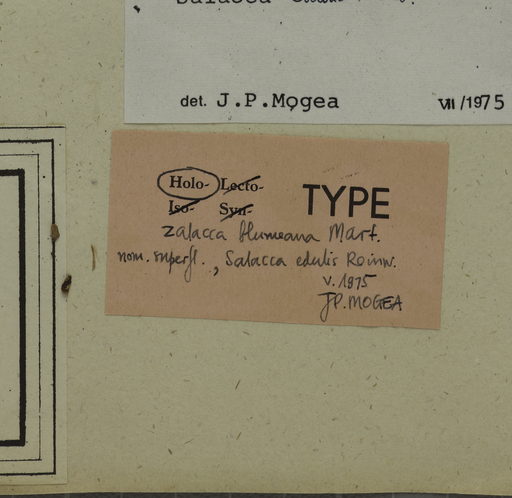 Salacca
det. J.P.Mogea VII/1975
Holo- Lecto-
Iso- Syn-
TYPE
Zalacca blumeana Mart.
nom. superfl., Salacca edulis Reinw.
V. 1975
JP. MOGEA